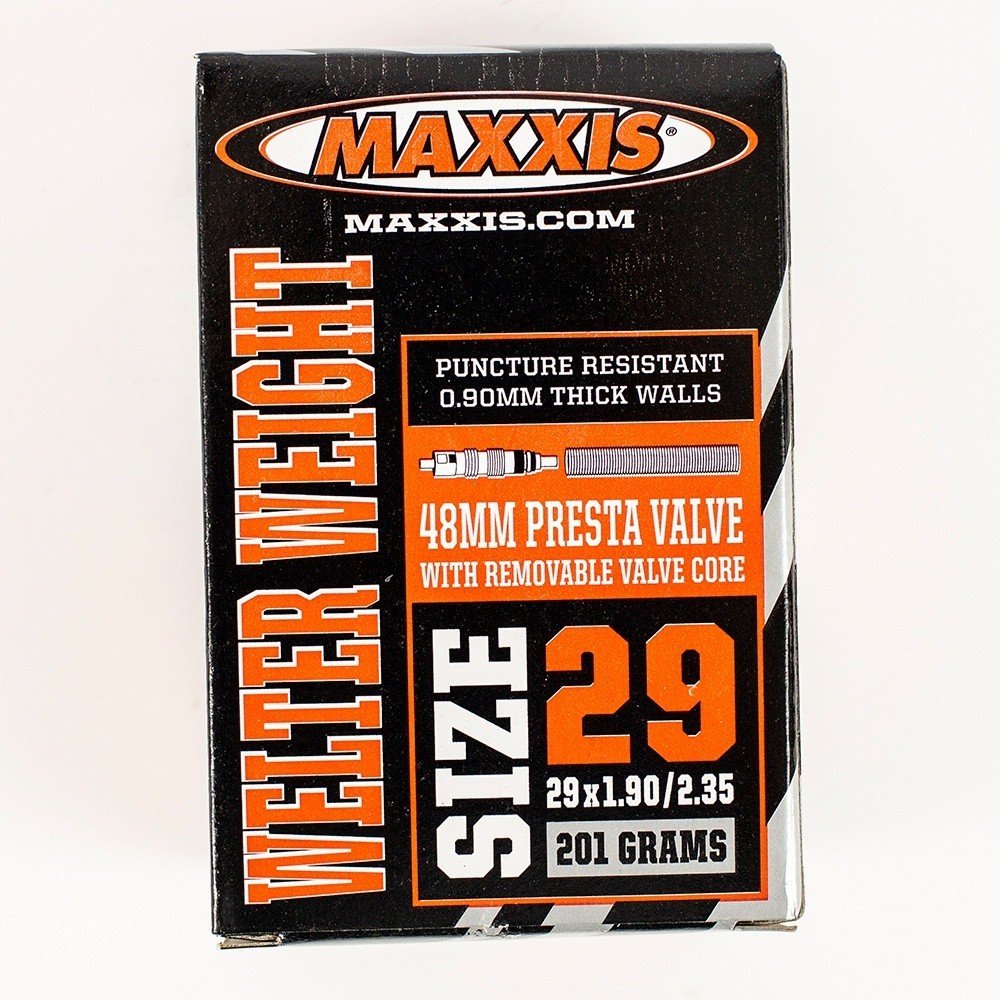 MAXXIS®
MAXXIS.COM
WELTER WEIGHT
PUNCTURE RESISTANT
0.90MM THICK WALLS
48MM PRESTA VALVE
WITH REMOVABLE VALVE CORE
SIZE
29
29x1.90/2.35
201 GRAMS